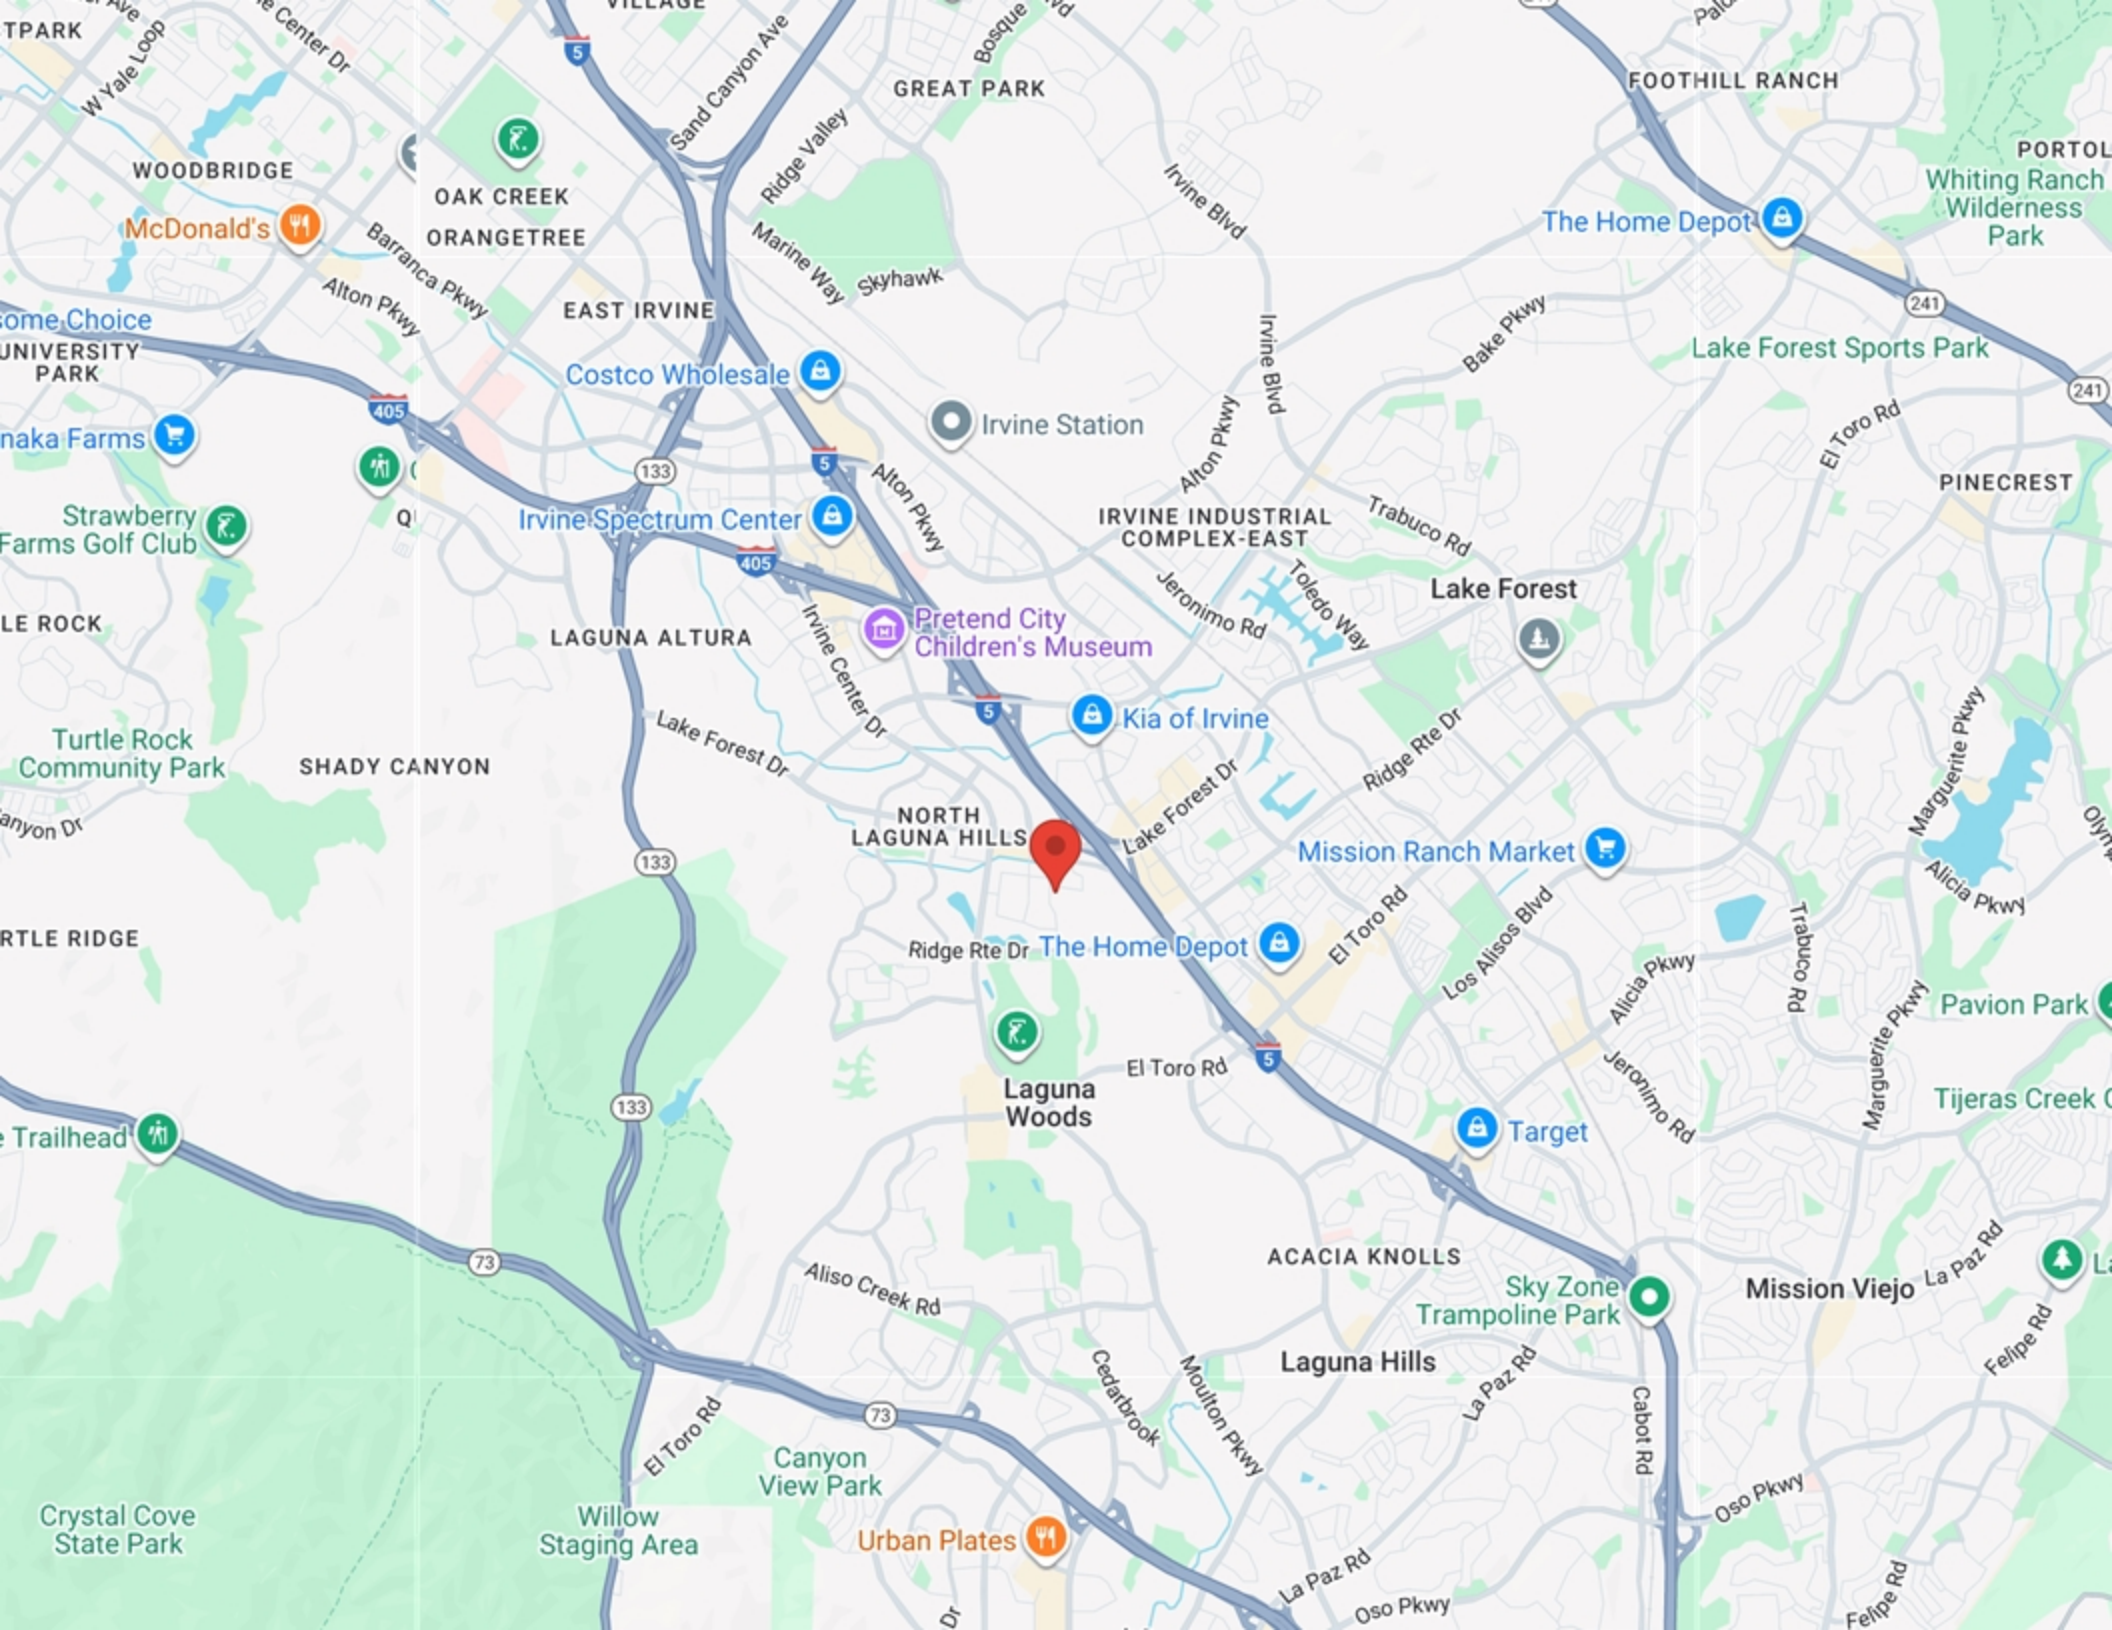 VILLAGE
TPARK
W Yale Loop
e Center Dr
5
Sand Canyon Ave
Bosque
GREAT PARK
FOOTHILL RANCH
WOODBRIDGE
OAK CREEK
Ridge Valley
Irvine Blvd
PORTOL
Whiting Ranch
Wilderness
Park
McDonald's
ORANGETREE
Barranca Pkwy
Marine Way
Skyhawk
The Home Depot
Alton Pkwy
EAST IRVINE
Irvine Blvd
Bake Pkwy
241
some Choice
UNIVERSITY
PARK
Lake Forest Sports Park
Costco Wholesale
241
405
naka Farms
Irvine Station
Alton Pkwy
El Toro Rd
133
5
Alton Pkwy
PINECREST
Strawberry
Farms Golf Club
Irvine Spectrum Center
IRVINE INDUSTRIAL
COMPLEX-EAST
Trabuco Rd
405
Jeronimo Rd
Toledo Way
Lake Forest
LE ROCK
LAGUNA ALTURA
Irvine Center Dr
Pretend City
Children's Museum
5
Kia of Irvine
Turtle Rock
Community Park
SHADY CANYON
Lake Forest Dr
Ridge Rte Dr
Marguerite Pkwy
anyon Dr
NORTH
LAGUNA HILLS
Lake Forest Dr
Mission Ranch Market
Olym
133
Alicia Pkwy
RTLE RIDGE
Ridge Rte Dr
The Home Depot
El Toro Rd
Los Alisos Blvd
Trabuco Rd
Alicia Pkwy
Pavion Park
Laguna
Woods
El Toro Rd
5
Jeronimo Rd
Marguerite Pkwy
133
Tijeras Creek
e Trailhead
Target
73
Aliso Creek Rd
ACACIA KNOLLS
Sky Zone
Trampoline Park
Mission Viejo
La Paz Rd
La
Felipe Rd
Cedarbrook
Moulton Pkwy
Laguna Hills
La Paz Rd
Cabot Rd
El Toro Rd
73
Canyon
View Park
Oso Pkwy
Crystal Cove
State Park
Willow
Staging Area
Urban Plates
La Paz Rd
Dr
Oso Pkwy
Felipe Rd